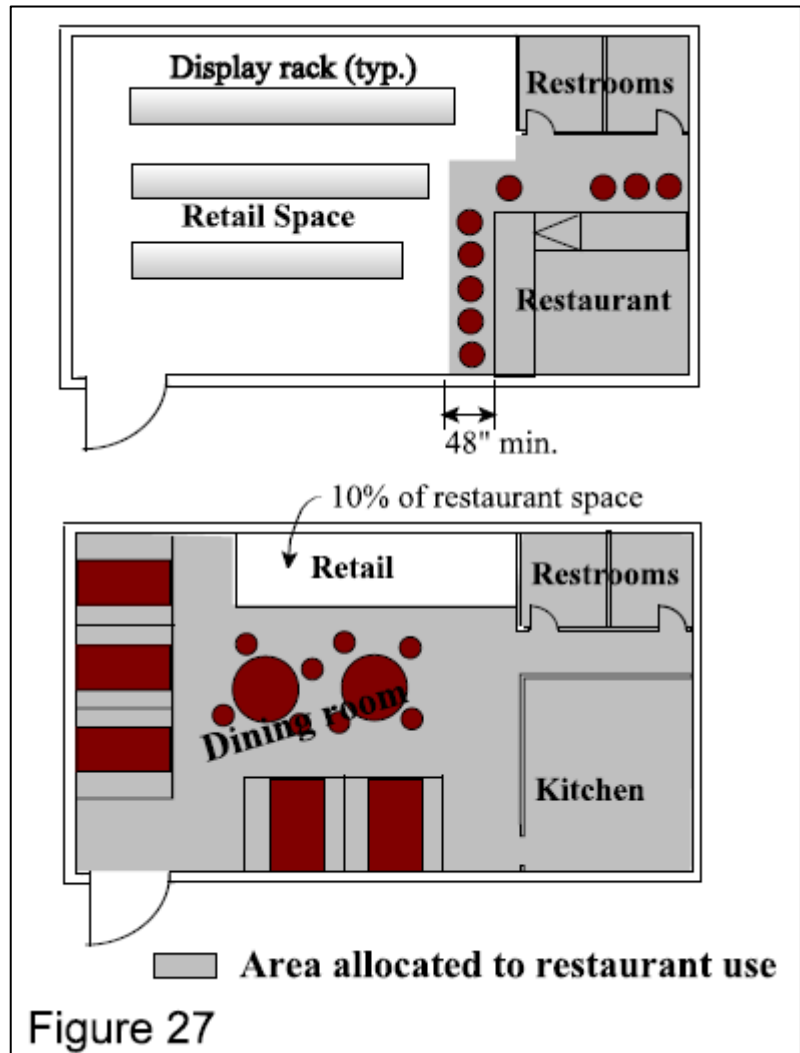 Display rack (typ.)
Restrooms
Retail Space
Restaurant
48" min.
10% of restaurant space
Retail
Restrooms
Dining room
Kitchen
Area allocated to restaurant use
Figure 27